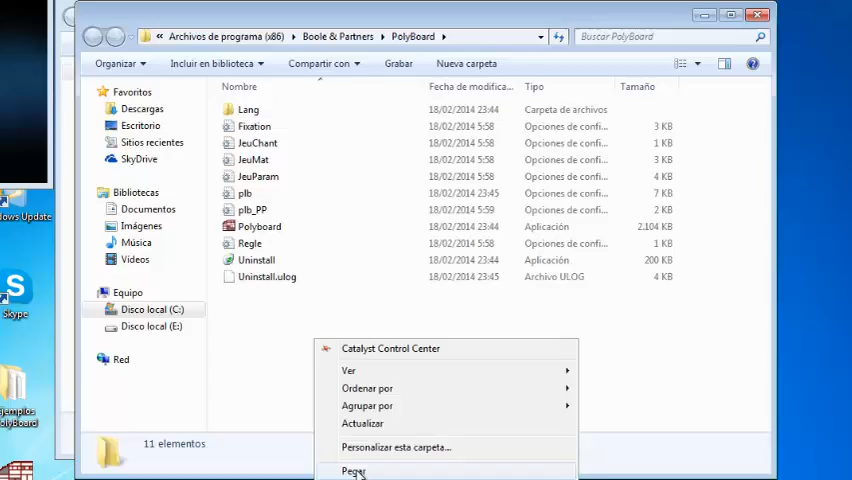 « Archivos de programa (x86) ▸ Boole & Partners ▸ PolyBoard ▸
Buscar PolyBoard
Organizar
Incluir en biblioteca
Compartir con
Grabar
Nueva carpeta
Nombre Fecha de modifica... Tipo Tamaño
Favoritos
Descargas
Escritorio
Sitios recientes
SkyDrive
Bibliotecas
Documentos
Imágenes
Música
Vídeos
Equipo
Disco local (C:)
Disco local (E:)
Red
Lang 18/02/2014 23:44 Carpeta de archivos
Fixation 18/02/2014 5:58 Opciones de confi... 3 KB
JeuChant 18/02/2014 5:58 Opciones de confi... 1 KB
JeuMat 18/02/2014 5:58 Opciones de confi... 3 KB
JeuParam 18/02/2014 5:58 Opciones de confi... 4 KB
plb 18/02/2014 23:45 Opciones de confi... 7 KB
plb_PP 18/02/2014 5:59 Opciones de confi... 2 KB
Polyboard 18/02/2014 23:44 Aplicación 2.104 KB
Regle 18/02/2014 5:58 Opciones de confi... 1 KB
Uninstall 18/02/2014 23:44 Aplicación 200 KB
Uninstall.ulog 18/02/2014 23:45 Archivo ULOG 4 KB
Catalyst Control Center
Ver
Ordenar por
Agrupar por
Actualizar
Personalizar esta carpeta...
Pegar
11 elementos
dows Update
Skype
jemplos
olyBoard